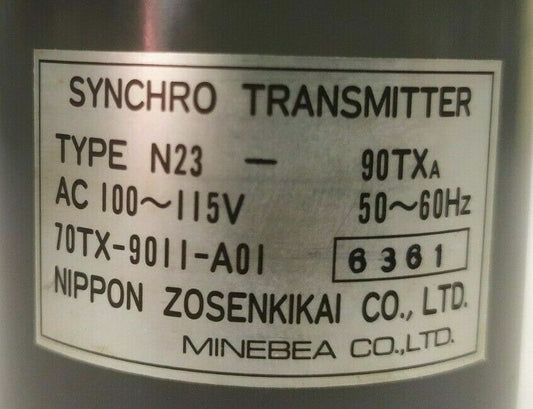 SYNCHRO TRANSMITTER
TYPE N23 — 90TXA
AC 100~115V 50~60Hz
70TX-9011-A01 6361
NIPPON ZOSENKIKAI CO., LTD.
MINEBEA CO.,LTD.